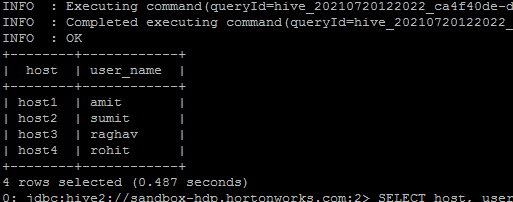 INFO  : Executing command(queryId=hive_20210720122022_ca4f40de-d
INFO  : Completed executing command(queryId=hive_20210720122022_
INFO  : OK
+--------+------------+
|  host  | user_name  |
+--------+------------+
| host1  | amit       |
| host2  | sumit      |
| host3  | raghav     |
| host4  | rohit      |
+--------+------------+
4 rows selected (0.487 seconds)
0: jdbc:hive2://sandbox-hdp.hortonworks.com:2> SELECT host, user